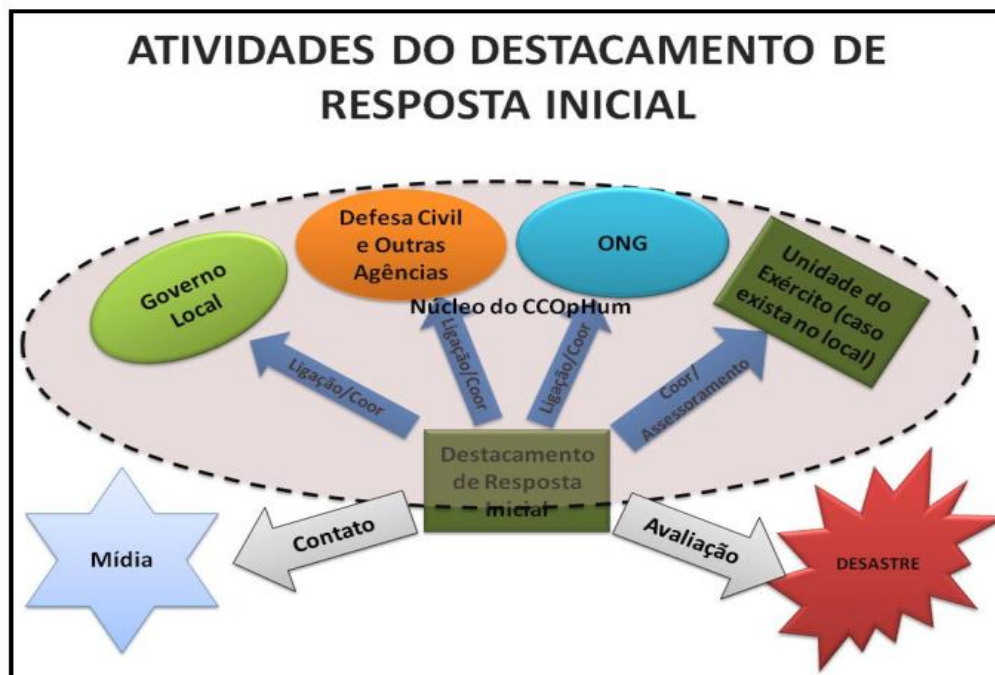 ATIVIDADES DO DESTACAMENTO DE
RESPOSTA INICIAL
Governo
Local
Defesa Civil
e Outras
Agências
ONG
Unidade do
Exército (caso
exista no local)
Núcleo do CCOpHum
Ligação/Coor
Ligação/Coor
Ligação/Coor
Coor/
Assessoramento
Destacamento
de Resposta
Inicial
Mídia
Contato
Avaliação
DESASTRE